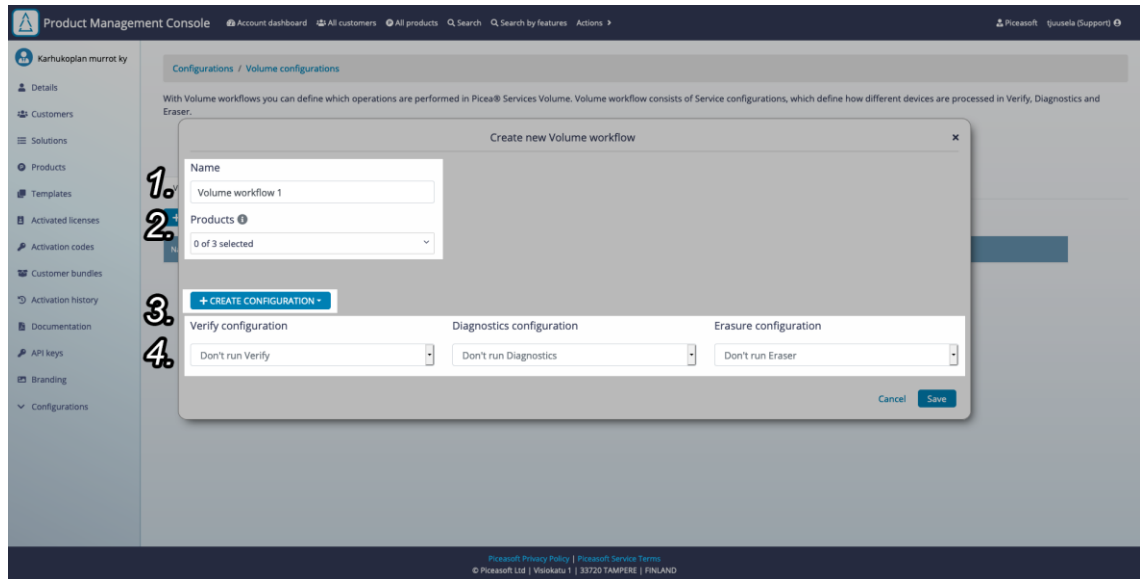 Product Management Console Account dashboard All customers All products Search Search by features Actions Piceasoft tjuusela (Support)
Karhukoplan murrot ky
Details
Customers
Solutions
Products
Templates
Activated licenses
Activation codes
Customer bundles
Activation history
Documentation
API keys
Branding
Configurations
Configurations / Volume configurations
With Volume workflows you can define which operations are performed in Picea® Services Volume. Volume workflow consists of Service configurations, which define how different devices are processed in Verify, Diagnostics and
Eraser.
Create new Volume workflow ×
1. Name
Volume workflow 1
2. Products
0 of 3 selected
3. + CREATE CONFIGURATION
4. Verify configuration Diagnostics configuration Erasure configuration
Don't run Verify Don't run Diagnostics Don't run Eraser
Cancel Save
Piceasoft Privacy Policy | Piceasoft Service Terms
© Piceasoft Ltd | Visiokatu 1 | 33720 TAMPERE | FINLAND